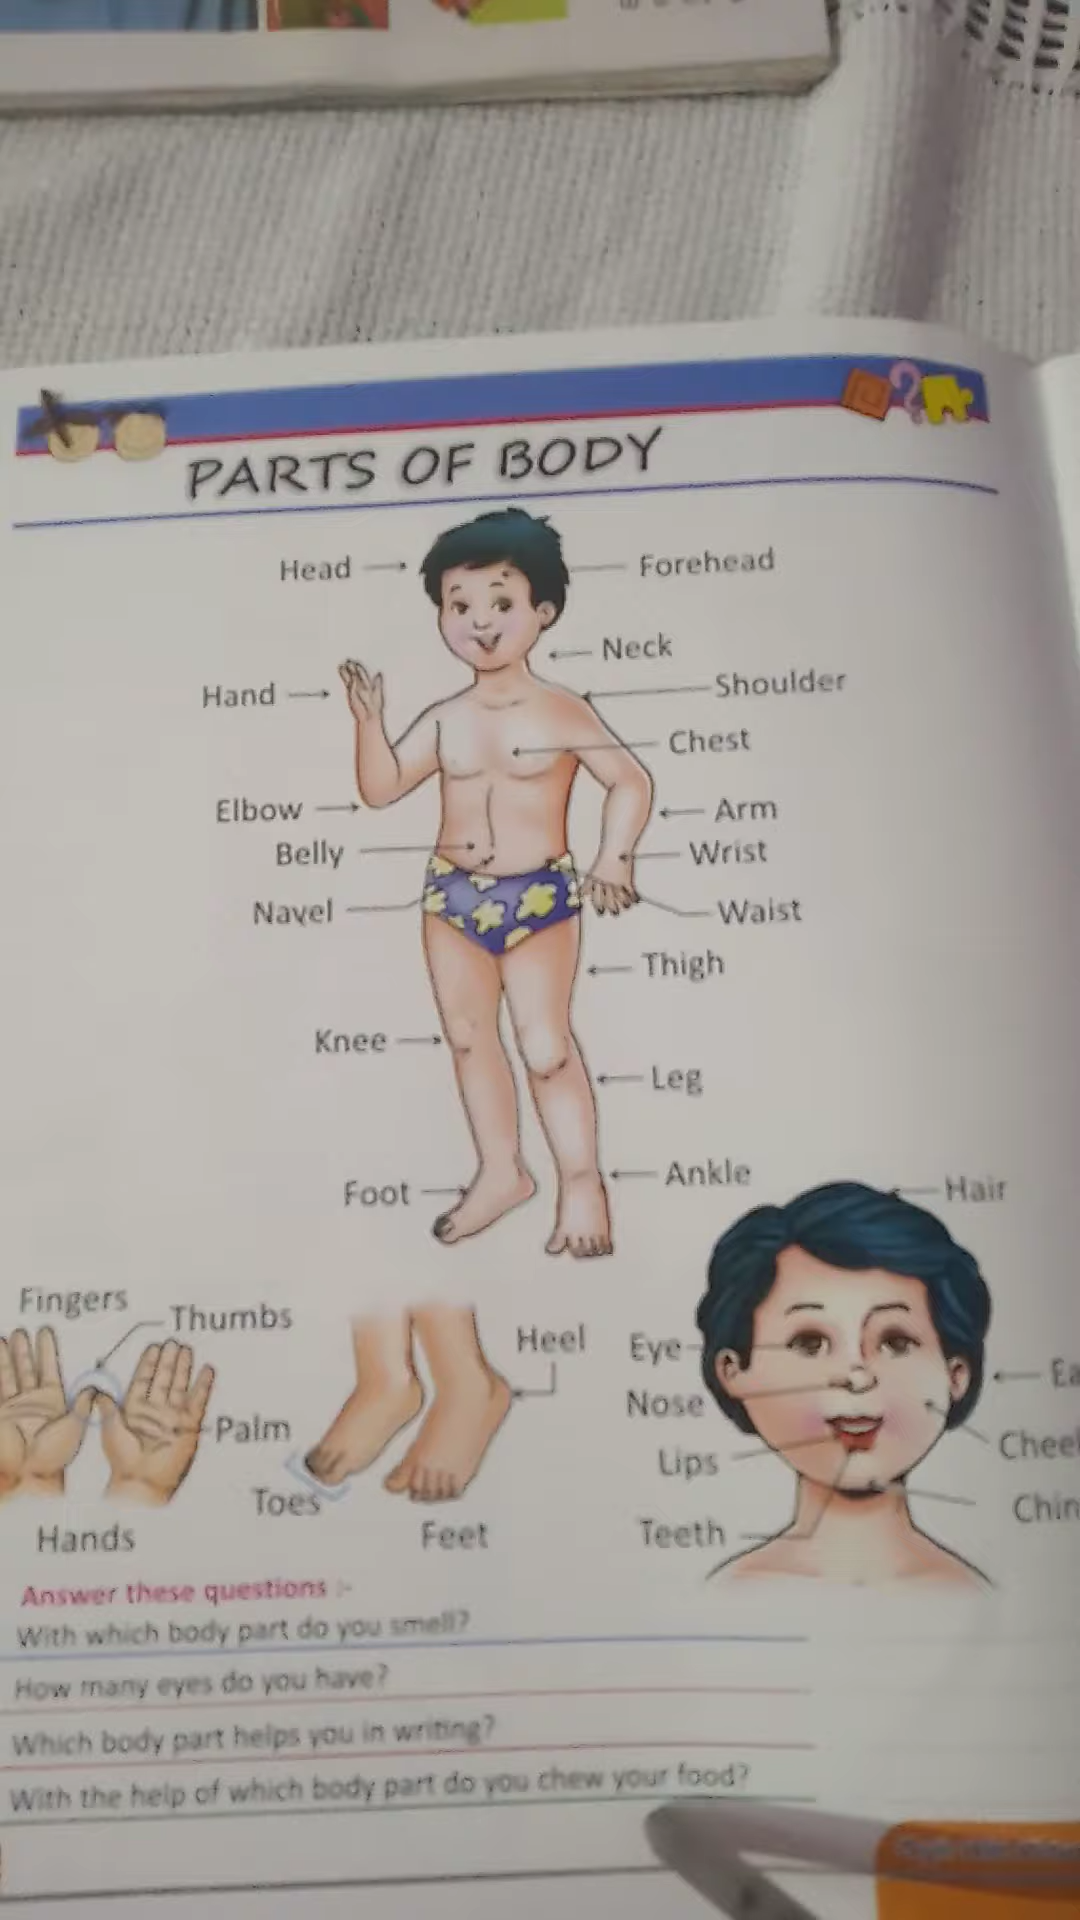 PARTS OF BODY
Head
Forehead
Neck
Hand
Shoulder
Chest
Elbow
Arm
Belly
Wrist
Navel
Waist
Thigh
Knee
Leg
Foot
Ankle
Hair
Fingers
Thumbs
Heel
Eye
Ea
Nose
Palm
Cheek
Lips
Toes
Chin
Hands
Feet
Teeth
Answer these questions :-
With which body part do you smell?
How many eyes do you have?
Which body part helps you in writing?
With the help of which body part do you chew your food?